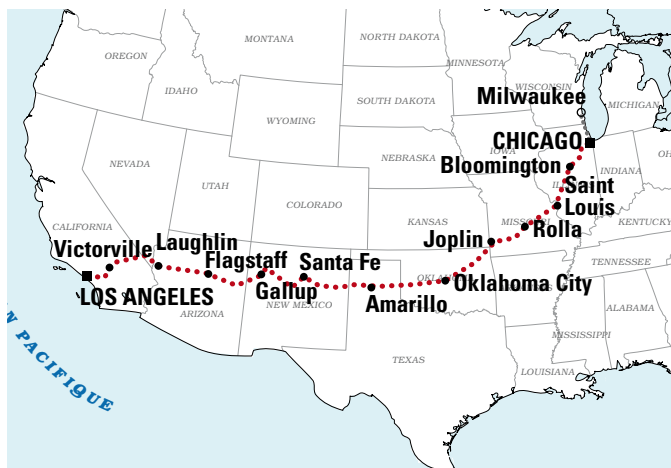 NORTH DAKOTA
MONTANA
MINNESOTA
OREGON
WISCONSIN
IDAHO
SOUTH DAKOTA
Milwaukee
MICHIGAN
WYOMING
CHICAGO
IOWA
NEBRASKA
Bloomington
NEVADA
INDIANA
UTAH
Saint
Louis
COLORADO
KANSAS
MISSOURI
KENTUCKY
CALIFORNIA
Rolla
Joplin
Victorville
Laughlin
Flagstaff
Santa Fe
TENNESSEE
LOS ANGELES
Gallup
Amarillo
Oklahoma City
NEW MEXICO
ARIZONA
ALABAMA
MISSISSIPPI
TEXAS
LOUISIANA
N PACIFIQUE